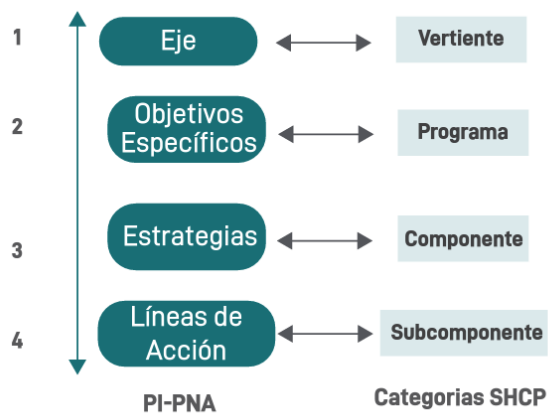 1
Eje
Vertiente
2
Objetivos
Específicos
Programa
3
Estrategias
Componente
4
Líneas de
Acción
Subcomponente
PI-PNA
Categorias SHCP